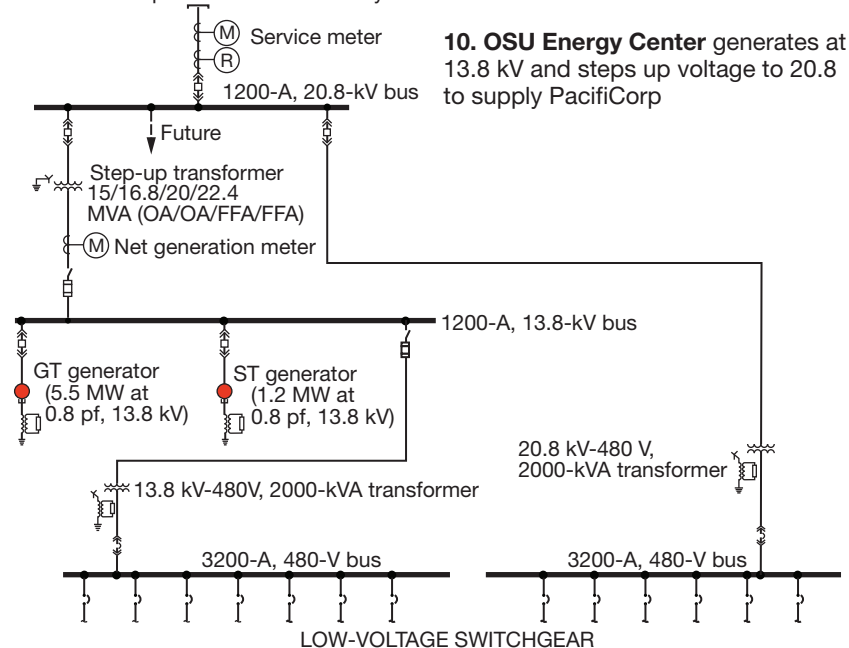 M
Service meter
R
10. OSU Energy Center generates at
13.8 kV and steps up voltage to 20.8
to supply PacifiCorp
1200-A, 20.8-kV bus
Future
Step-up transformer
15/16.8/20/22.4
MVA (OA/OA/FFA/FFA)
M Net generation meter
1200-A, 13.8-kV bus
GT generator
(5.5 MW at
0.8 pf, 13.8 kV)
ST generator
(1.2 MW at
0.8 pf, 13.8 kV)
20.8 kV-480 V,
2000-kVA transformer
13.8 kV-480V, 2000-kVA transformer
3200-A, 480-V bus
3200-A, 480-V bus
LOW-VOLTAGE SWITCHGEAR